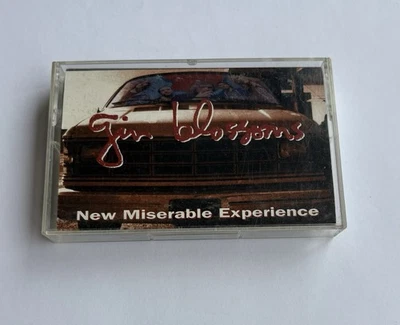 gin blossoms
New Miserable Experience